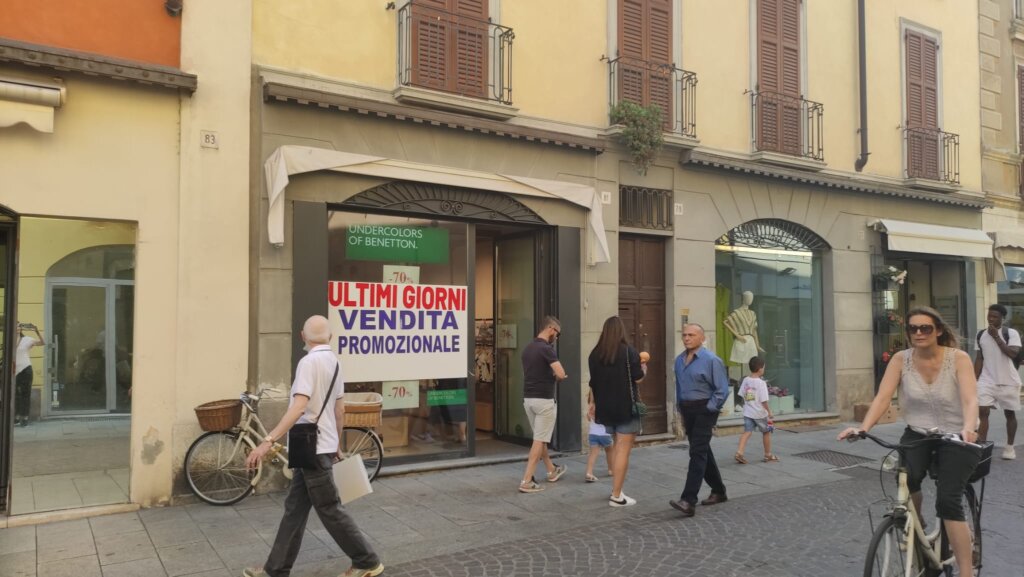 83
UNDERCOLORS
OF BENETTON.
-70%
ULTIMI GIORNI
VENDITA
PROMOZIONALE
-70%